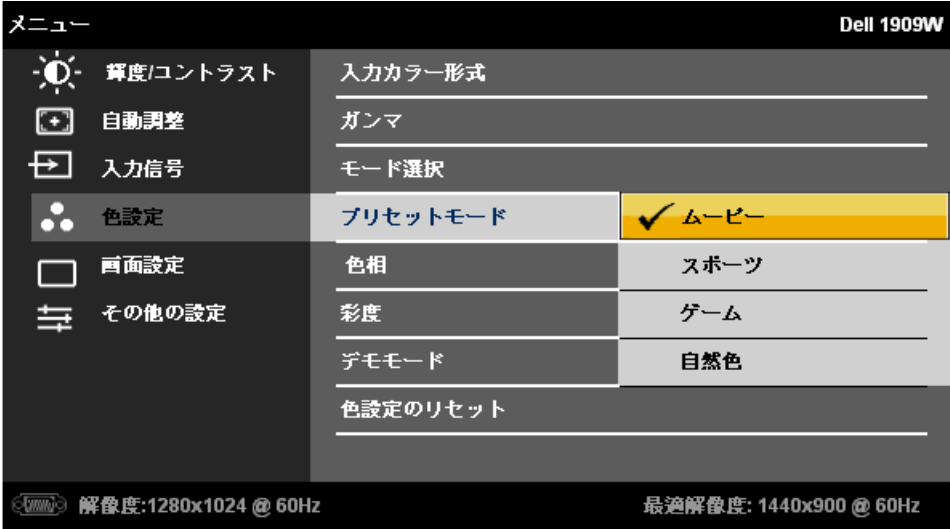 メニュー
Dell 1909W
輝度/コントラスト
自動調整
入力信号
色設定
画面設定
その他の設定
入力カラー形式
ガンマ
モード選択
プリセットモード
色相
彩度
デモモード
色設定のリセット
ムービー
スポーツ
ゲーム
自然色
解像度:1280x1024 @ 60Hz
最適解像度: 1440x900 @ 60Hz